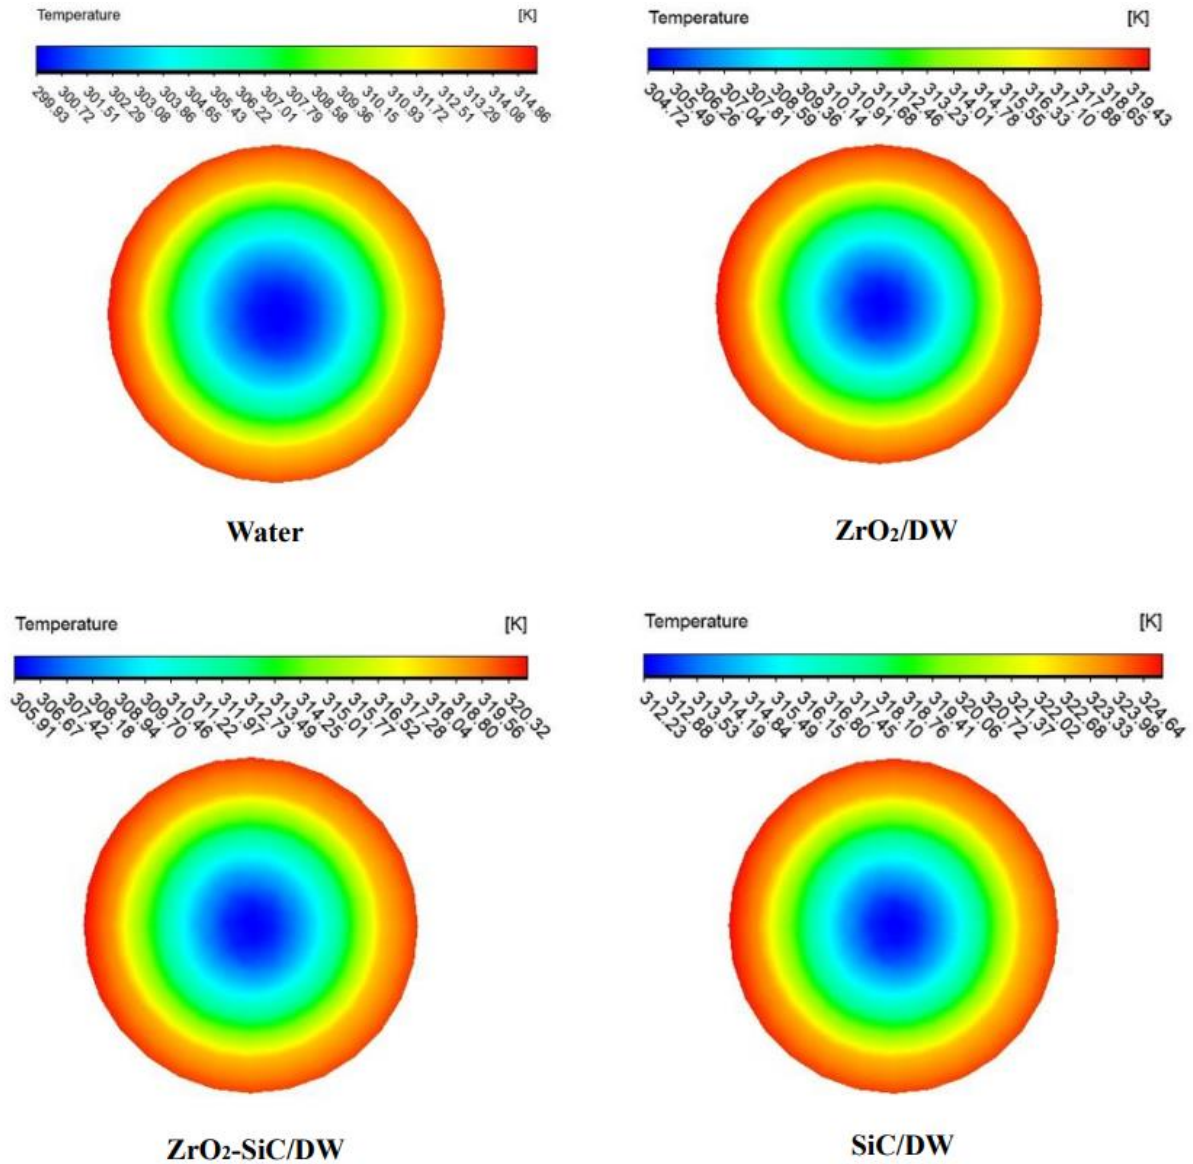 Temperature [K]
299.93 300.72 301.51 302.29 303.08 303.86 304.65 305.43 306.22 307.01 307.79 308.58 309.36 310.15 310.93 311.72 312.51 313.29 314.08 314.86
Water
Temperature [K]
304.72 305.49 306.26 307.04 307.81 308.59 309.36 310.14 310.91 311.68 312.46 313.23 314.01 314.78 315.55 316.33 317.10 317.88 318.65 319.43
ZrO₂/DW
Temperature [K]
305.91 306.67 307.42 308.18 308.94 309.70 310.46 311.22 311.97 312.73 313.49 314.25 315.01 315.77 316.52 317.28 318.04 318.80 319.56 320.32
ZrO₂-SiC/DW
Temperature [K]
312.23 312.88 313.53 314.19 314.84 315.49 316.15 316.80 317.45 318.10 318.76 319.41 320.06 320.72 321.37 322.02 322.68 323.33 323.98 324.64
SiC/DW